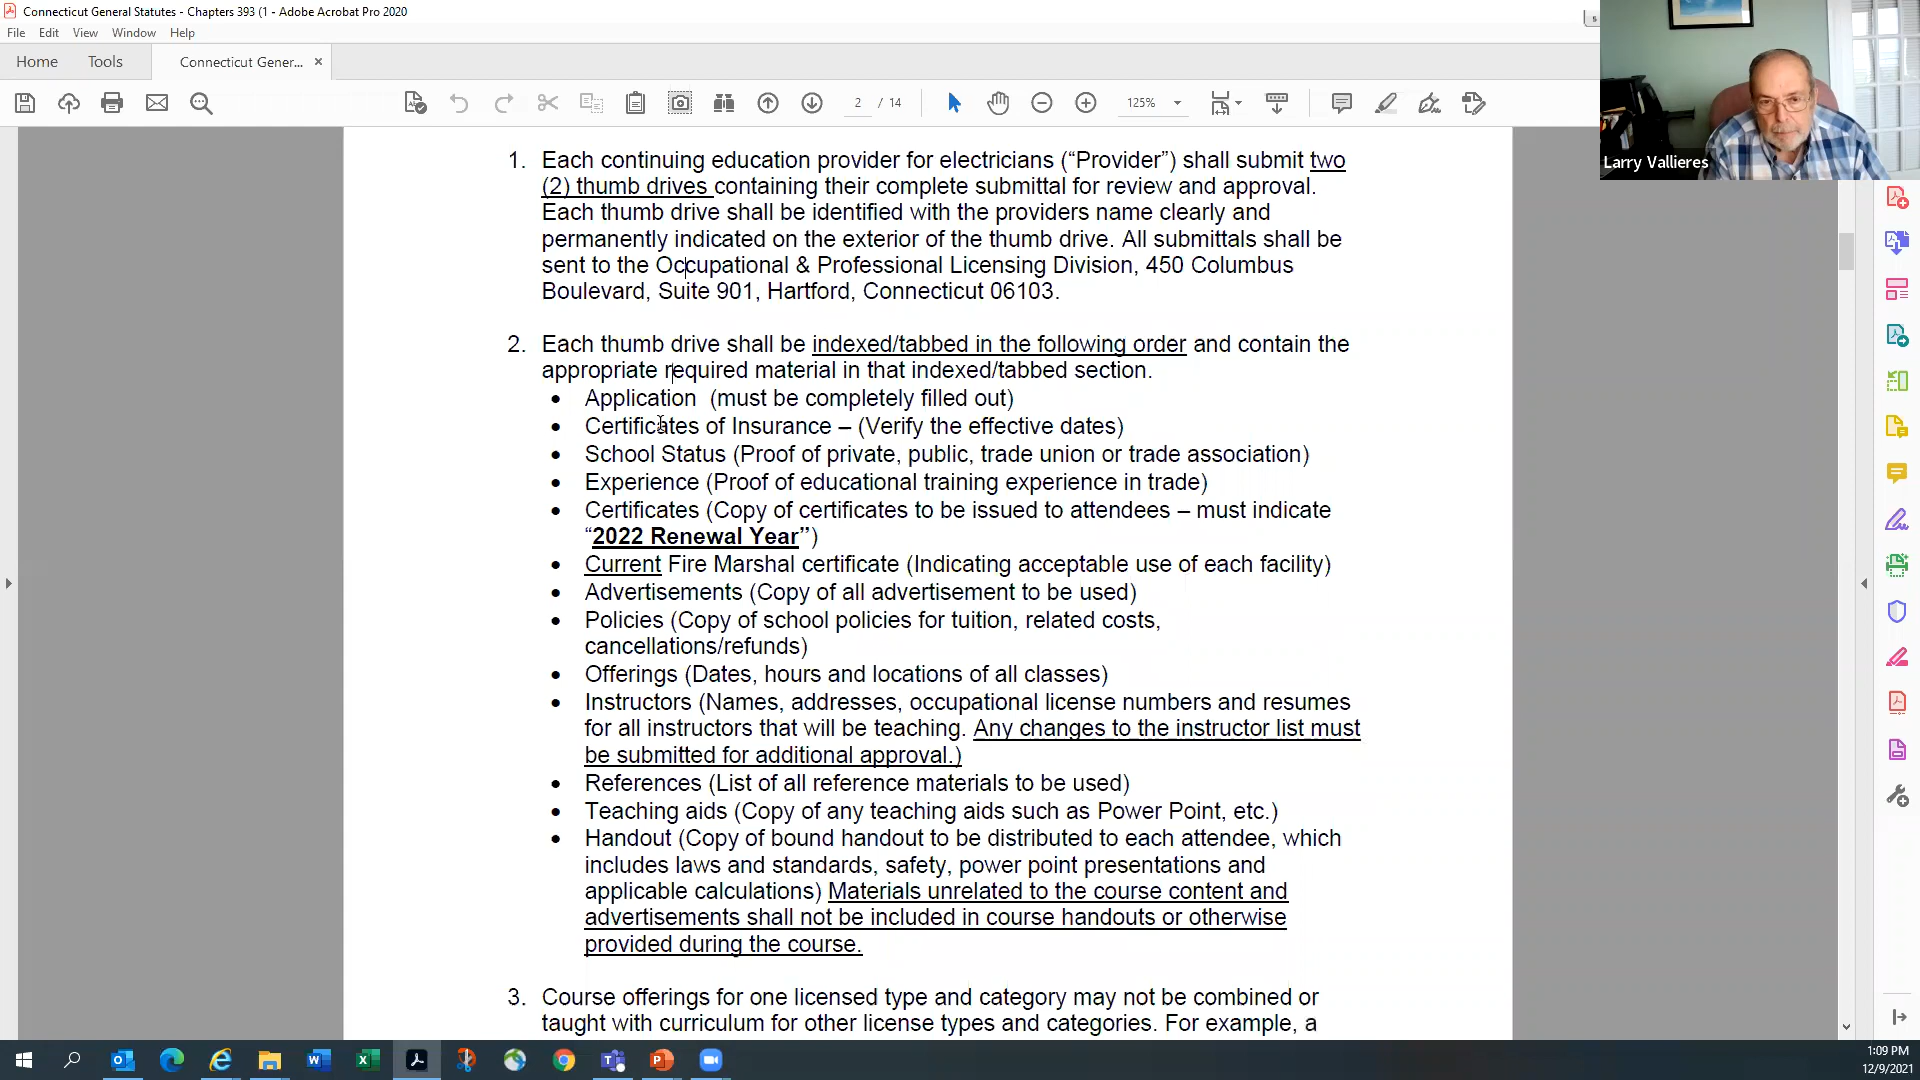 Connecticut General Statutes - Chapters 393 (1 - Adobe Acrobat Pro 2020
File Edit View Window Help
Home Tools Connecticut Gener... ×
2 / 14 125%
Larry Vallieres
1. Each continuing education provider for electricians (“Provider”) shall submit two
(2) thumb drives containing their complete submittal for review and approval.
Each thumb drive shall be identified with the providers name clearly and
permanently indicated on the exterior of the thumb drive. All submittals shall be
sent to the Occupational & Professional Licensing Division, 450 Columbus
Boulevard, Suite 901, Hartford, Connecticut 06103.
2. Each thumb drive shall be indexed/tabbed in the following order and contain the
appropriate required material in that indexed/tabbed section.
• Application (must be completely filled out)
• Certificates of Insurance – (Verify the effective dates)
• School Status (Proof of private, public, trade union or trade association)
• Experience (Proof of educational training experience in trade)
• Certificates (Copy of certificates to be issued to attendees – must indicate
“2022 Renewal Year”)
• Current Fire Marshal certificate (Indicating acceptable use of each facility)
• Advertisements (Copy of all advertisement to be used)
• Policies (Copy of school policies for tuition, related costs,
cancellations/refunds)
• Offerings (Dates, hours and locations of all classes)
• Instructors (Names, addresses, occupational license numbers and resumes
for all instructors that will be teaching. Any changes to the instructor list must
be submitted for additional approval.)
• References (List of all reference materials to be used)
• Teaching aids (Copy of any teaching aids such as Power Point, etc.)
• Handout (Copy of bound handout to be distributed to each attendee, which
includes laws and standards, safety, power point presentations and
applicable calculations) Materials unrelated to the course content and
advertisements shall not be included in course handouts or otherwise
provided during the course.
3. Course offerings for one licensed type and category may not be combined or
taught with curriculum for other license types and categories. For example, a
1:09 PM
12/9/2021